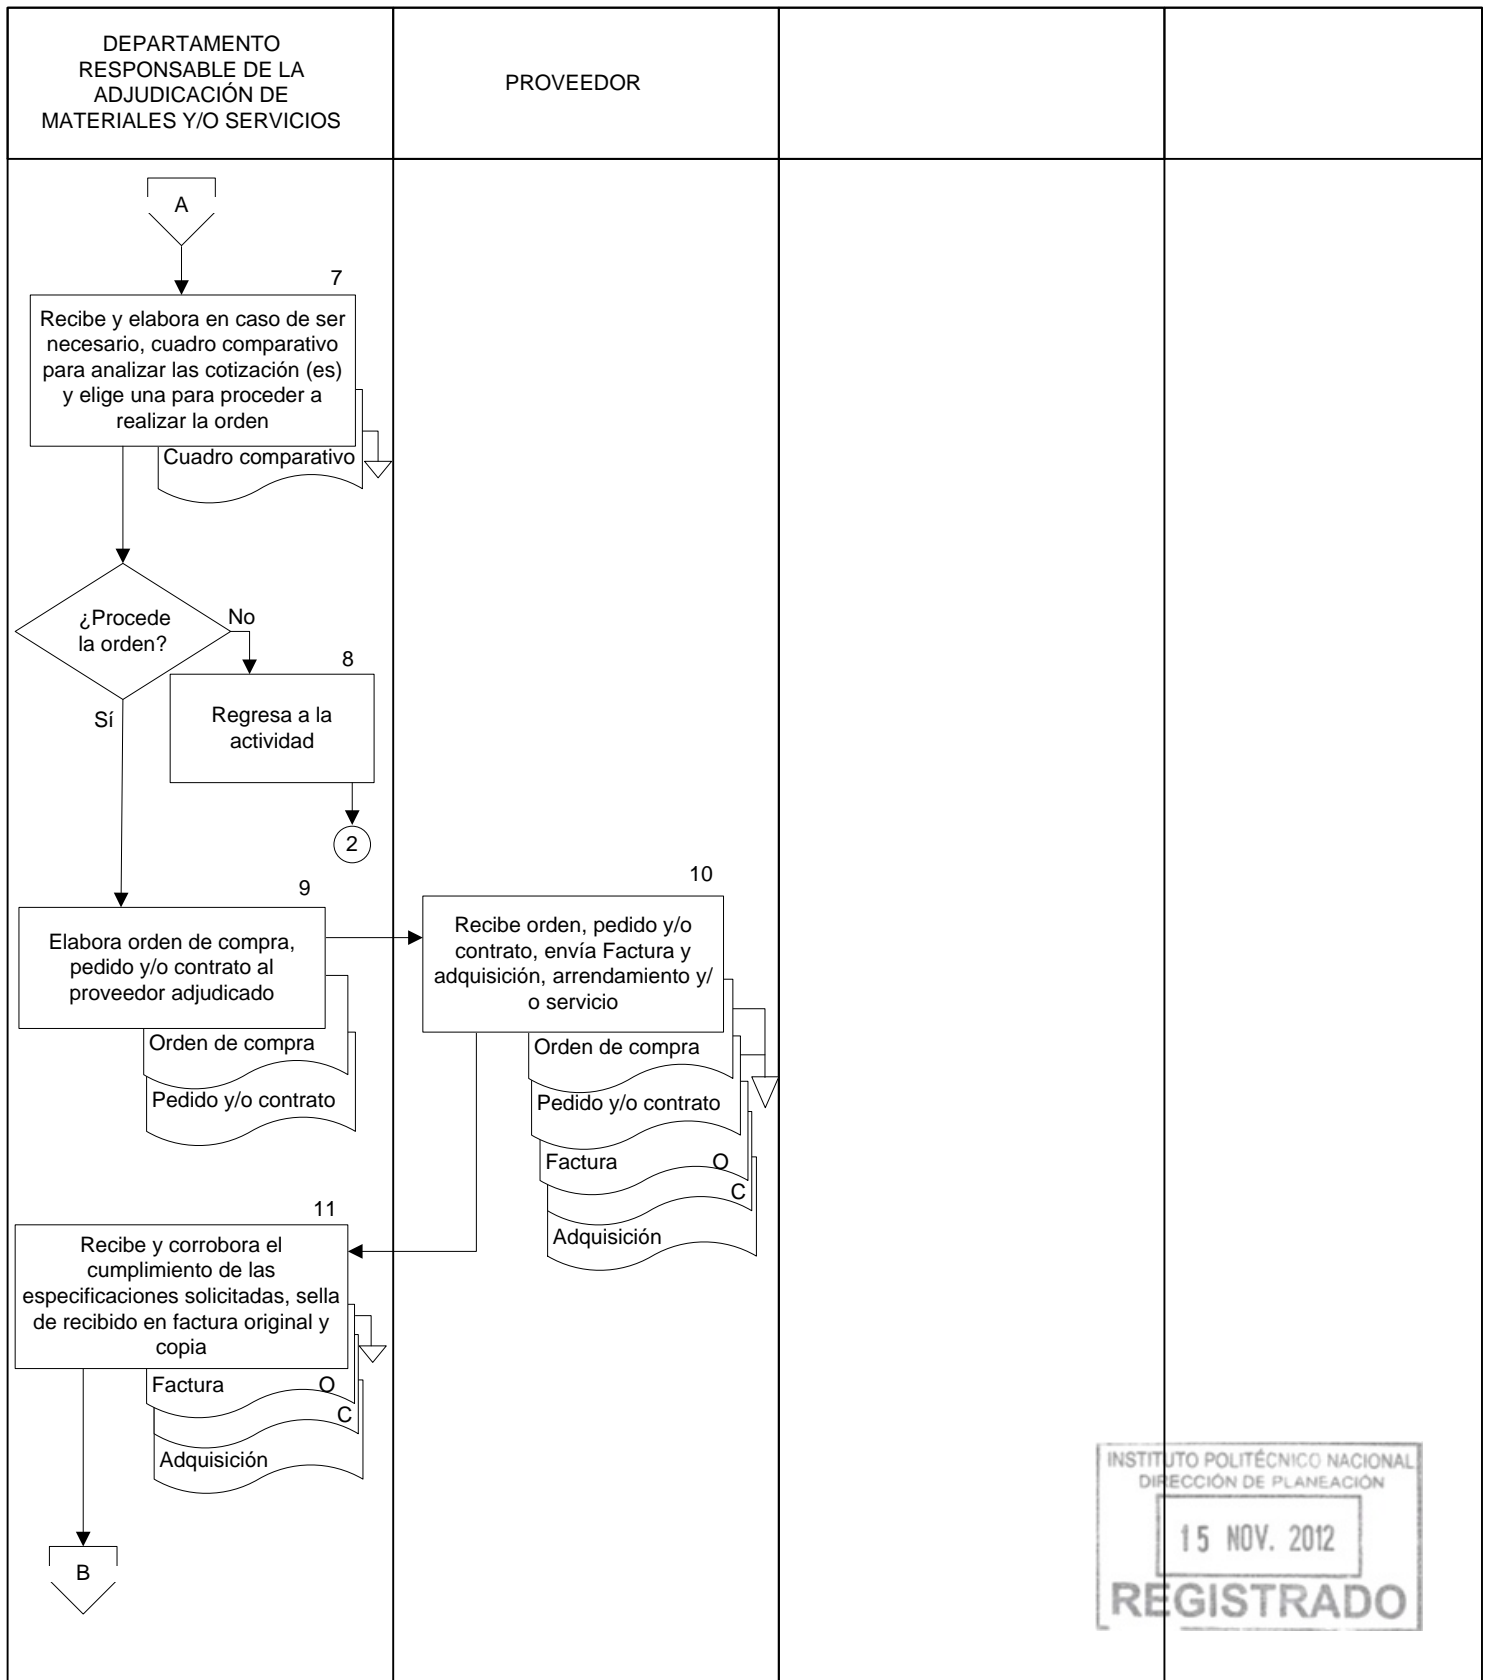 DEPARTAMENTO
RESPONSABLE DE LA
ADJUDICACIÓN DE
MATERIALES Y/O SERVICIOS
PROVEEDOR
A
7
Recibe y elabora en caso de ser
necesario, cuadro comparativo
para analizar las cotización (es)
y elige una para proceder a
realizar la orden
Cuadro comparativo
¿Procede
la orden?
No
8
Sí
Regresa a la
actividad
2
9
Elabora orden de compra,
pedido y/o contrato al
proveedor adjudicado
Orden de compra
Pedido y/o contrato
10
Recibe orden, pedido y/o
contrato, envía Factura y
adquisición, arrendamiento y/
o servicio
Orden de compra
Pedido y/o contrato
Factura O
C
Adquisición
11
Recibe y corrobora el
cumplimiento de las
especificaciones solicitadas, sella
de recibido en factura original y
copia
Factura O
C
Adquisición
B
INSTITUTO POLITÉCNICO NACIONAL
DIRECCIÓN DE PLANEACIÓN
15 NOV. 2012
REGISTRADO